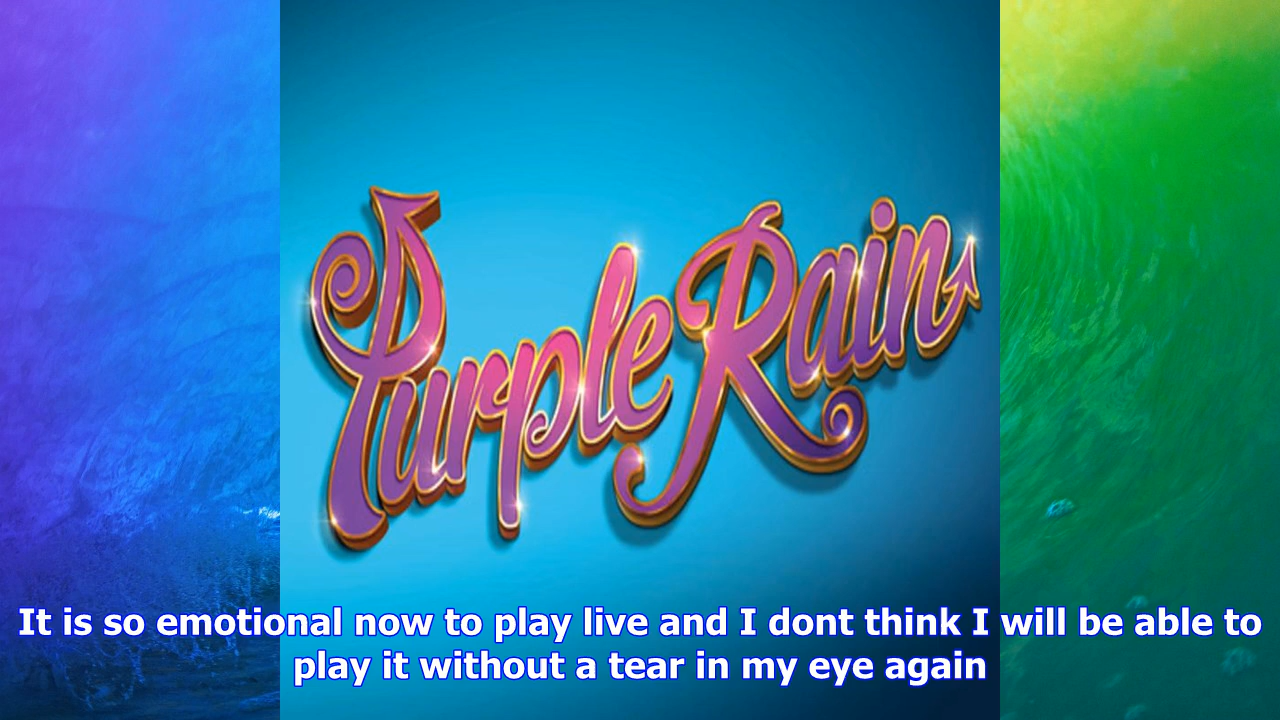 Purple Rain
It is so emotional now to play live and I dont think I will be able to
play it without a tear in my eye again